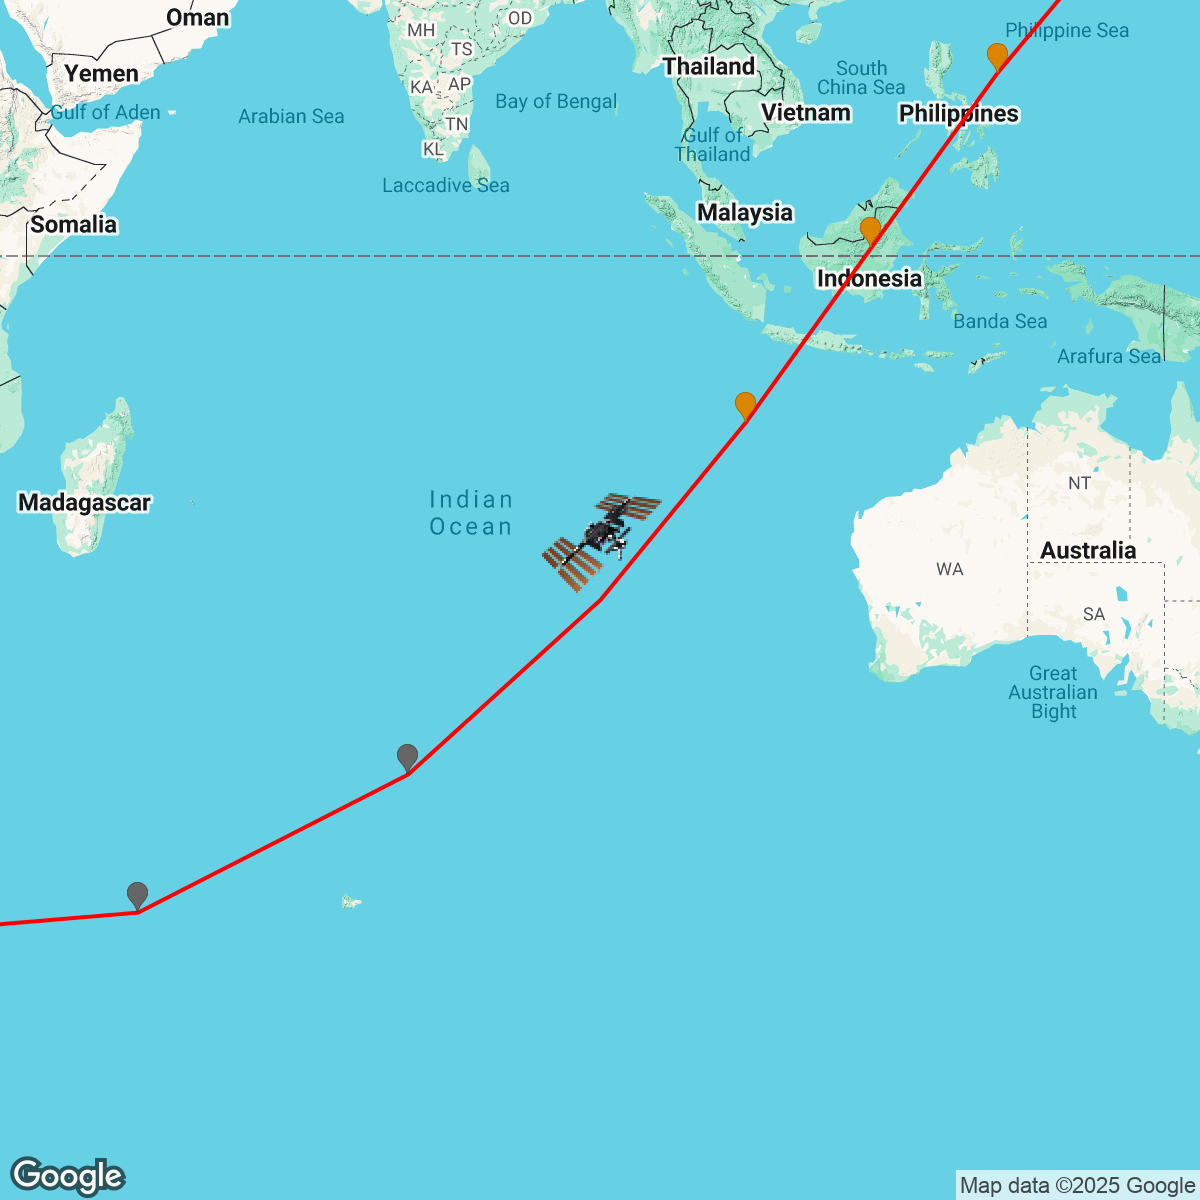 Oman
MH
OD
Philippine Sea
TS
Yemen
Thailand
South
China Sea
KA
AP
Gulf of Aden
Arabian Sea
Bay of Bengal
Vietnam
Philippines
TN
KL
Gulf of
Thailand
Laccadive Sea
Malaysia
Somalia
Indonesia
Banda Sea
Arafura Sea
NT
Indian
Ocean
Madagascar
Australia
WA
SA
Great
Australian
Bight
Google
Map data ©2025 Google